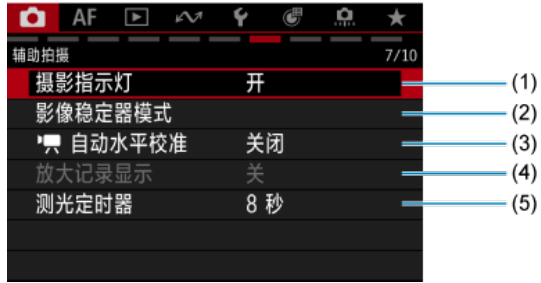 AF
辅助拍摄 7/10
摄影指示灯 开 (1)
影像稳定器模式 (2)
自动水平校准 关闭 (3)
放大记录显示 关 (4)
测光定时器 8 秒 (5)